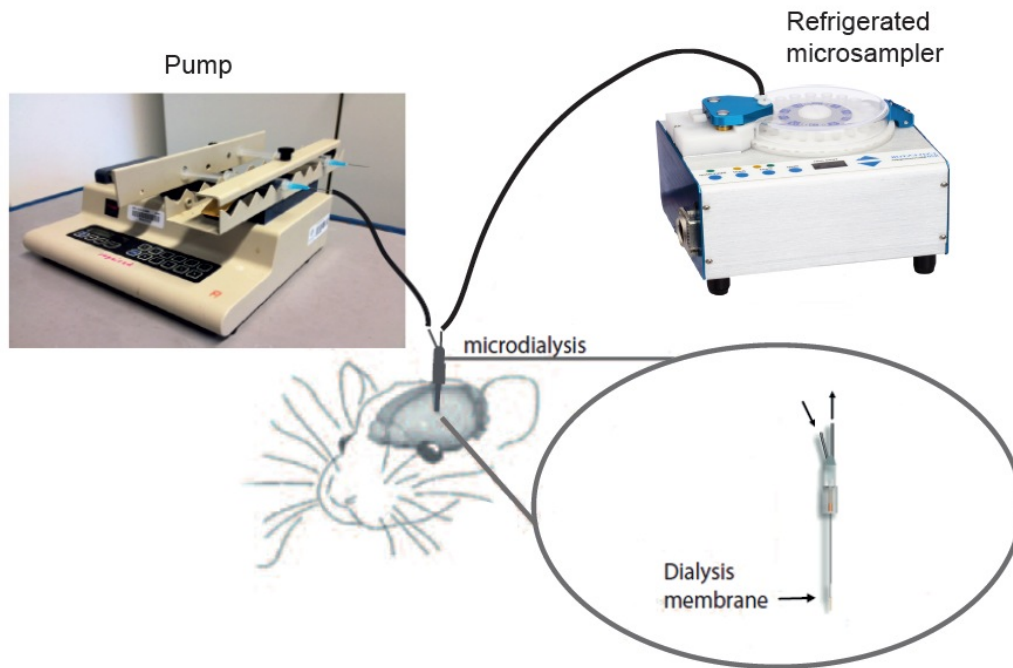 Refrigerated
microsampler
Pump
microdialysis
Dialysis
membrane